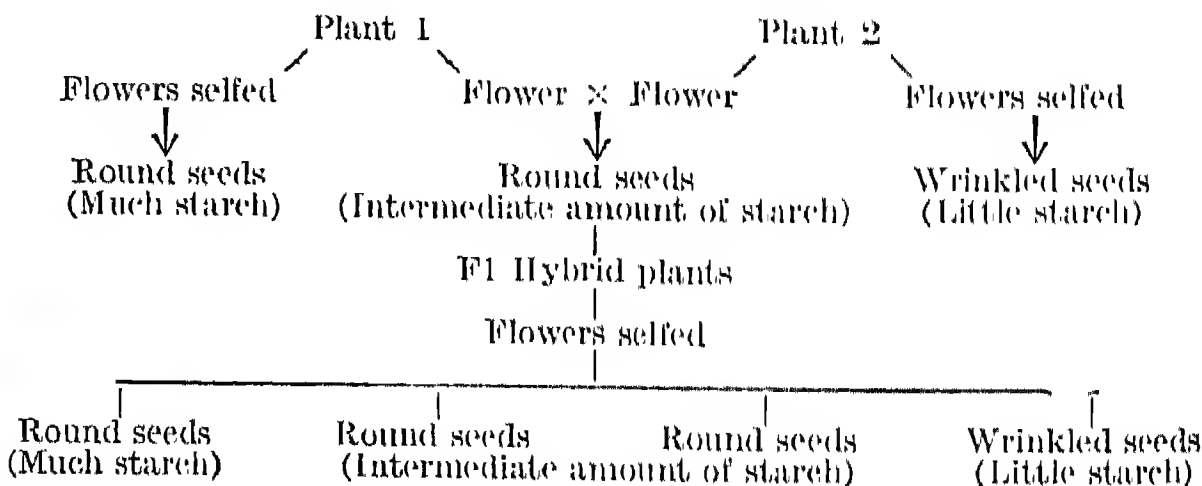 Plant 1 Plant 2
Flowers selfed Flower × Flower Flowers selfed
Round seeds Round seeds Wrinkled seeds
(Much starch) (Intermediate amount of starch) (Little starch)
F1 Hybrid plants
Flowers selfed
Round seeds Round seeds Round seeds Wrinkled seeds
(Much starch) (Intermediate amount of starch) (Little starch)